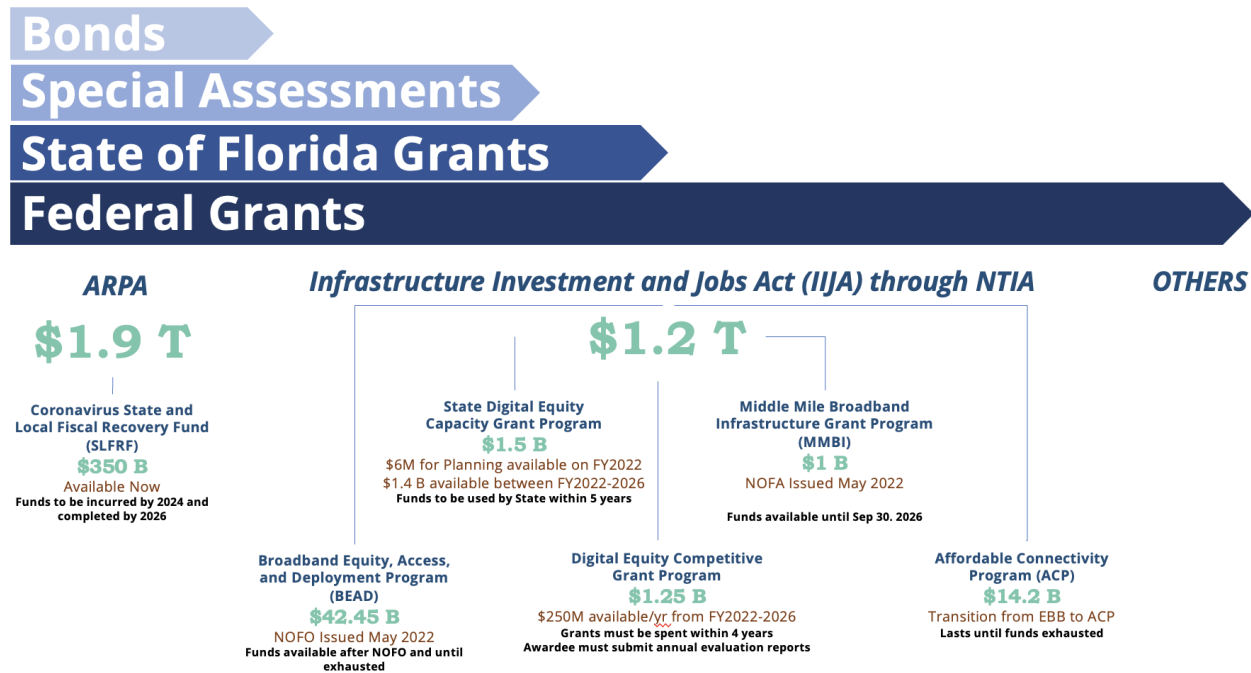 Bonds
Special Assessments
State of Florida Grants
Federal Grants
ARPA
$1.9 T
Coronavirus State and
Local Fiscal Recovery Fund
(SLFRF)
$350 B
Available Now
Funds to be incurred by 2024 and
completed by 2026
Infrastructure Investment and Jobs Act (IIJA) through NTIA
$1.2 T
State Digital Equity
Capacity Grant Program
$1.5 B
$6M for Planning available on FY2022
$1.4 B available between FY2022-2026
Funds to be used by State within 5 years
Middle Mile Broadband
Infrastructure Grant Program
(MMBI)
$1 B
NOFA Issued May 2022
Funds available until Sep 30. 2026
Broadband Equity, Access,
and Deployment Program
(BEAD)
$42.45 B
NOFO Issued May 2022
Funds available after NOFO and until
exhausted
Digital Equity Competitive
Grant Program
$1.25 B
$250M available/yr from FY2022-2026
Grants must be spent within 4 years
Awardee must submit annual evaluation reports
Affordable Connectivity
Program (ACP)
$14.2 B
Transition from EBB to ACP
Lasts until funds exhausted
OTHERS